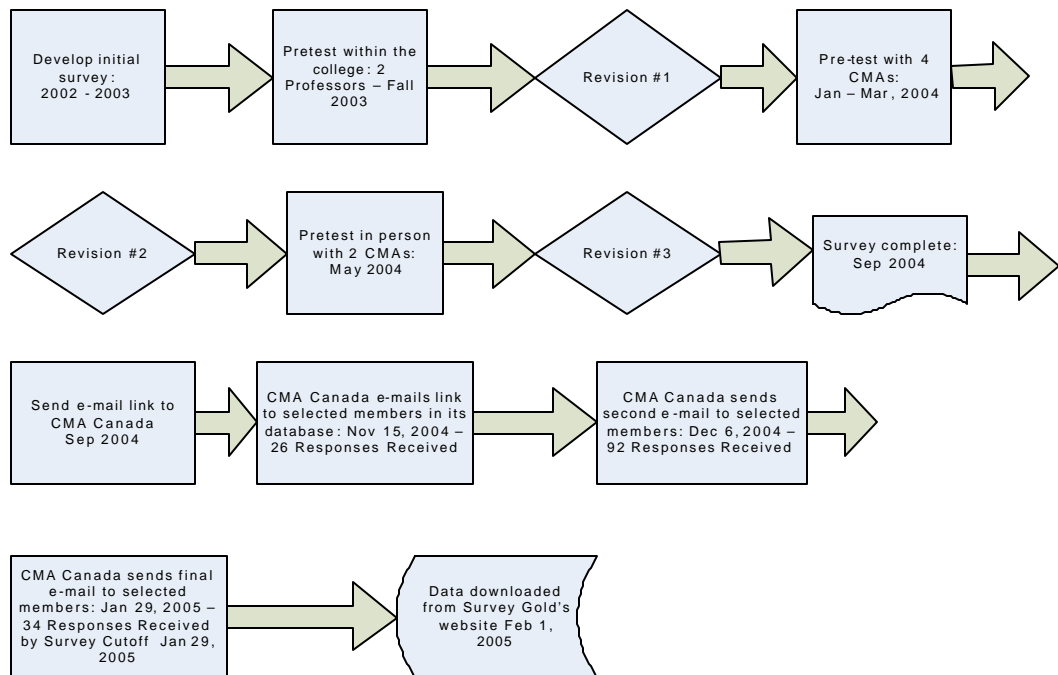 Develop initial
survey:
2002 - 2003
Pretest within the
college: 2
Professors – Fall
2003
Revision #1
Pre-test with 4
CMAs:
Jan – Mar, 2004
Revision #2
Pretest in person
with 2 CMAs:
May 2004
Revision #3
Survey complete:
Sep 2004
Send e-mail link to
CMA Canada
Sep 2004
CMA Canada e-mails link
to selected members in its
database: Nov 15, 2004 –
26 Responses Received
CMA Canada sends
second e-mail to selected
members: Dec 6, 2004 –
92 Responses Received
CMA Canada sends final
e-mail to selected
members: Jan 29, 2005 –
34 Responses Received
by Survey Cutoff Jan 29,
2005
Data downloaded
from Survey Gold's
website Feb 1,
2005